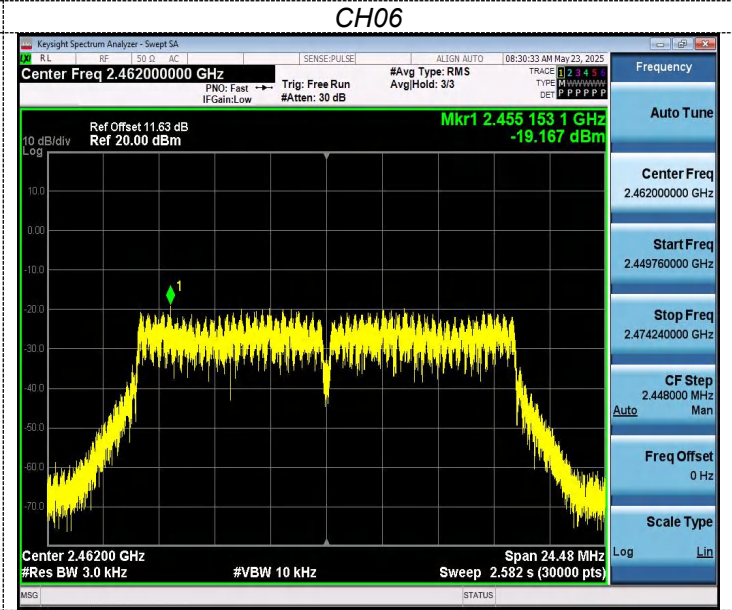 CH06
Keysight Spectrum Analyzer - Swept SA
LXI RL RF 50 Ω AC SENSE:PULSE ALIGN AUTO 08:30:33 AM May 23, 2025
Center Freq 2.462000000 GHz
PNO: Fast
IFGain:Low
Trig: Free Run
#Atten: 30 dB
#Avg Type: RMS
Avg|Hold: 3/3
TRACE 1 2 3 4 5 6
TYPE M W W W W W
DET P P P P P P
Ref Offset 11.63 dB
10 dB/div Ref 20.00 dBm
Log
Mkr1 2.455 153 1 GHz
-19.167 dBm
10.0
0.00
-10.0
-20.0
-30.0
-40.0
-50.0
-60.0
-70.0
1
Center 2.46200 GHz Span 24.48 MHz
#Res BW 3.0 kHz #VBW 10 kHz Sweep 2.582 s (30000 pts)
MSG STATUS
Frequency
Auto Tune
Center Freq
2.462000000 GHz
Start Freq
2.449760000 GHz
Stop Freq
2.474240000 GHz
CF Step
2.448000 MHz
Auto Man
Freq Offset
0 Hz
Scale Type
Log Lin